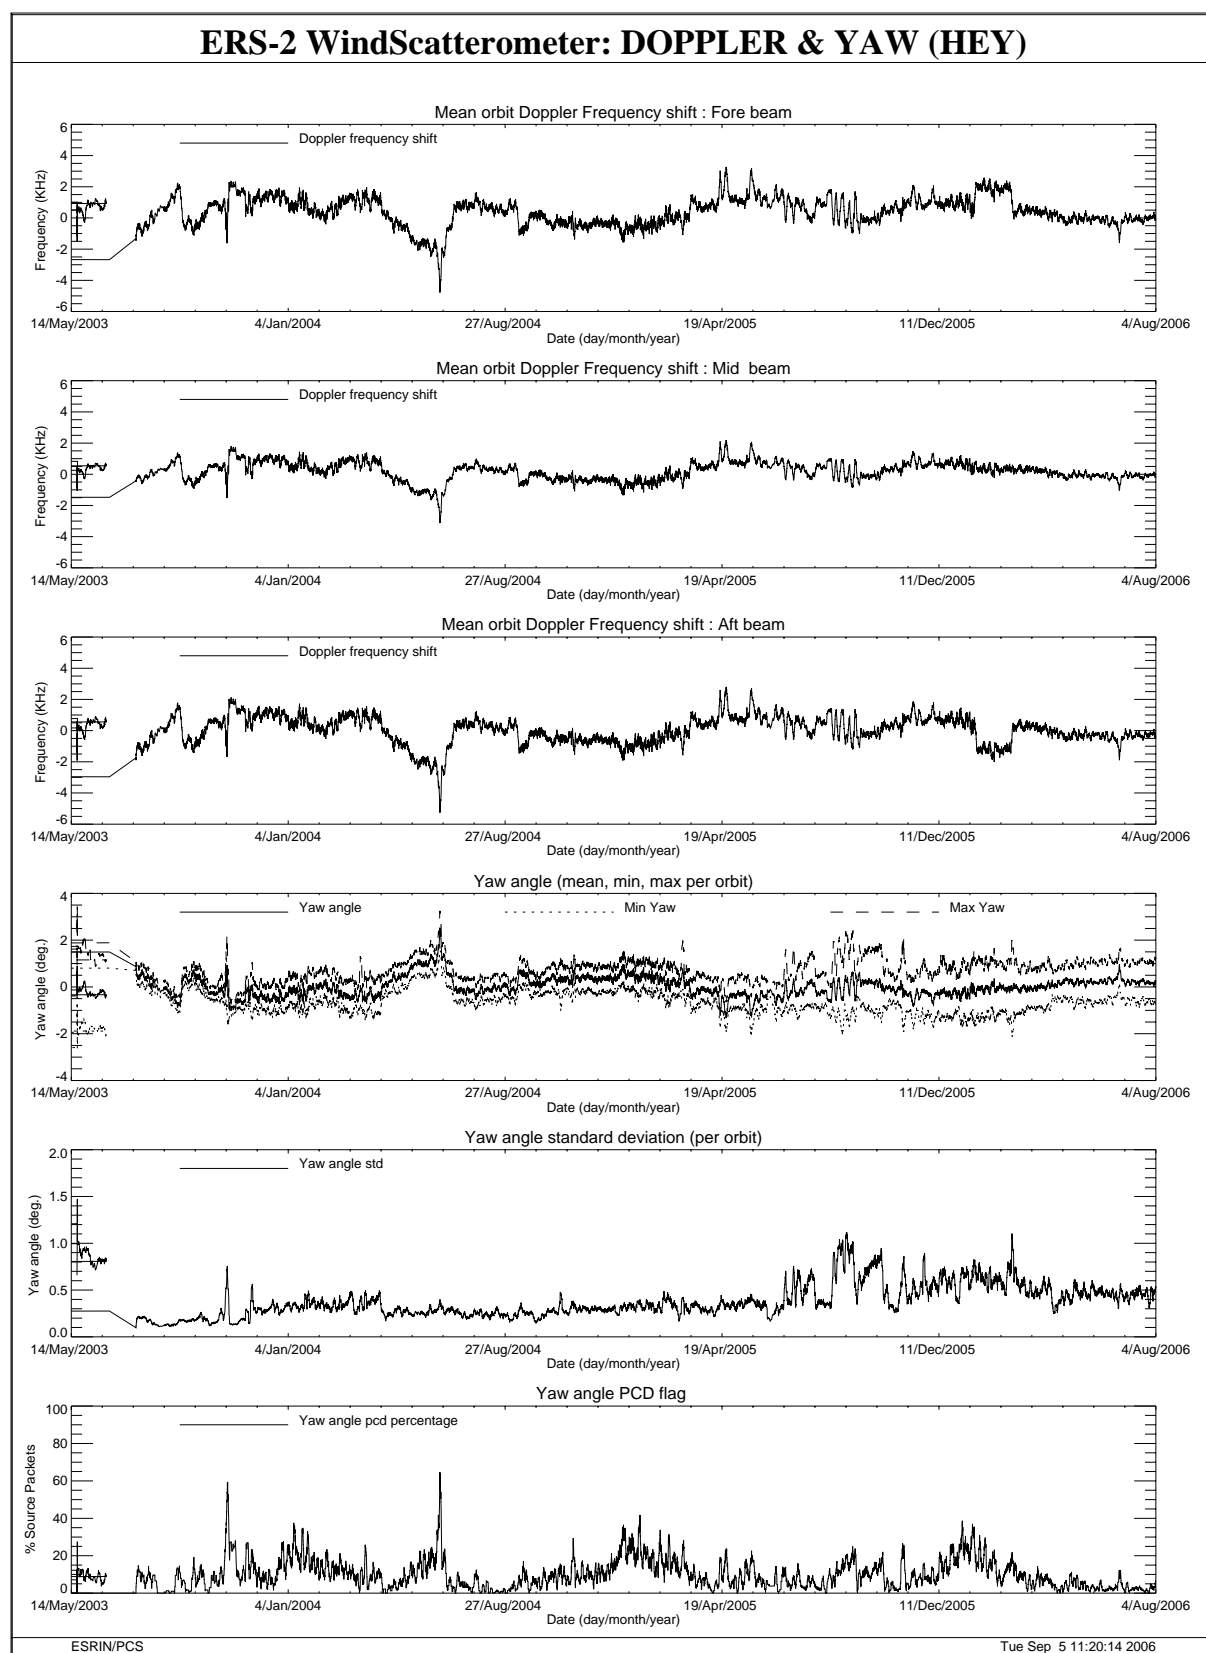 ERS-2 WindScatterometer: DOPPLER & YAW (HEY)
Mean orbit Doppler Frequency shift : Fore beam
Doppler frequency shift
Frequency (KHz)
6
4
2
0
-2
-4
-6
14/May/2003 4/Jan/2004 27/Aug/2004 19/Apr/2005 11/Dec/2005 4/Aug/2006
Date (day/month/year)
Mean orbit Doppler Frequency shift : Mid beam
Doppler frequency shift
Frequency (KHz)
6
4
2
0
-2
-4
-6
14/May/2003 4/Jan/2004 27/Aug/2004 19/Apr/2005 11/Dec/2005 4/Aug/2006
Date (day/month/year)
Mean orbit Doppler Frequency shift : Aft beam
Doppler frequency shift
Frequency (KHz)
6
4
2
0
-2
-4
-6
14/May/2003 4/Jan/2004 27/Aug/2004 19/Apr/2005 11/Dec/2005 4/Aug/2006
Date (day/month/year)
Yaw angle (mean, min, max per orbit)
Yaw angle Min Yaw Max Yaw
Yaw angle (deg.)
4
2
0
-2
-4
14/May/2003 4/Jan/2004 27/Aug/2004 19/Apr/2005 11/Dec/2005 4/Aug/2006
Date (day/month/year)
Yaw angle standard deviation (per orbit)
Yaw angle std
Yaw angle (deg.)
2.0
1.5
1.0
0.5
0.0
14/May/2003 4/Jan/2004 27/Aug/2004 19/Apr/2005 11/Dec/2005 4/Aug/2006
Date (day/month/year)
Yaw angle PCD flag
Yaw angle pcd percentage
% Source Packets
100
80
60
40
20
0
14/May/2003 4/Jan/2004 27/Aug/2004 19/Apr/2005 11/Dec/2005 4/Aug/2006
Date (day/month/year)
ESRIN/PCS Tue Sep 5 11:20:14 2006